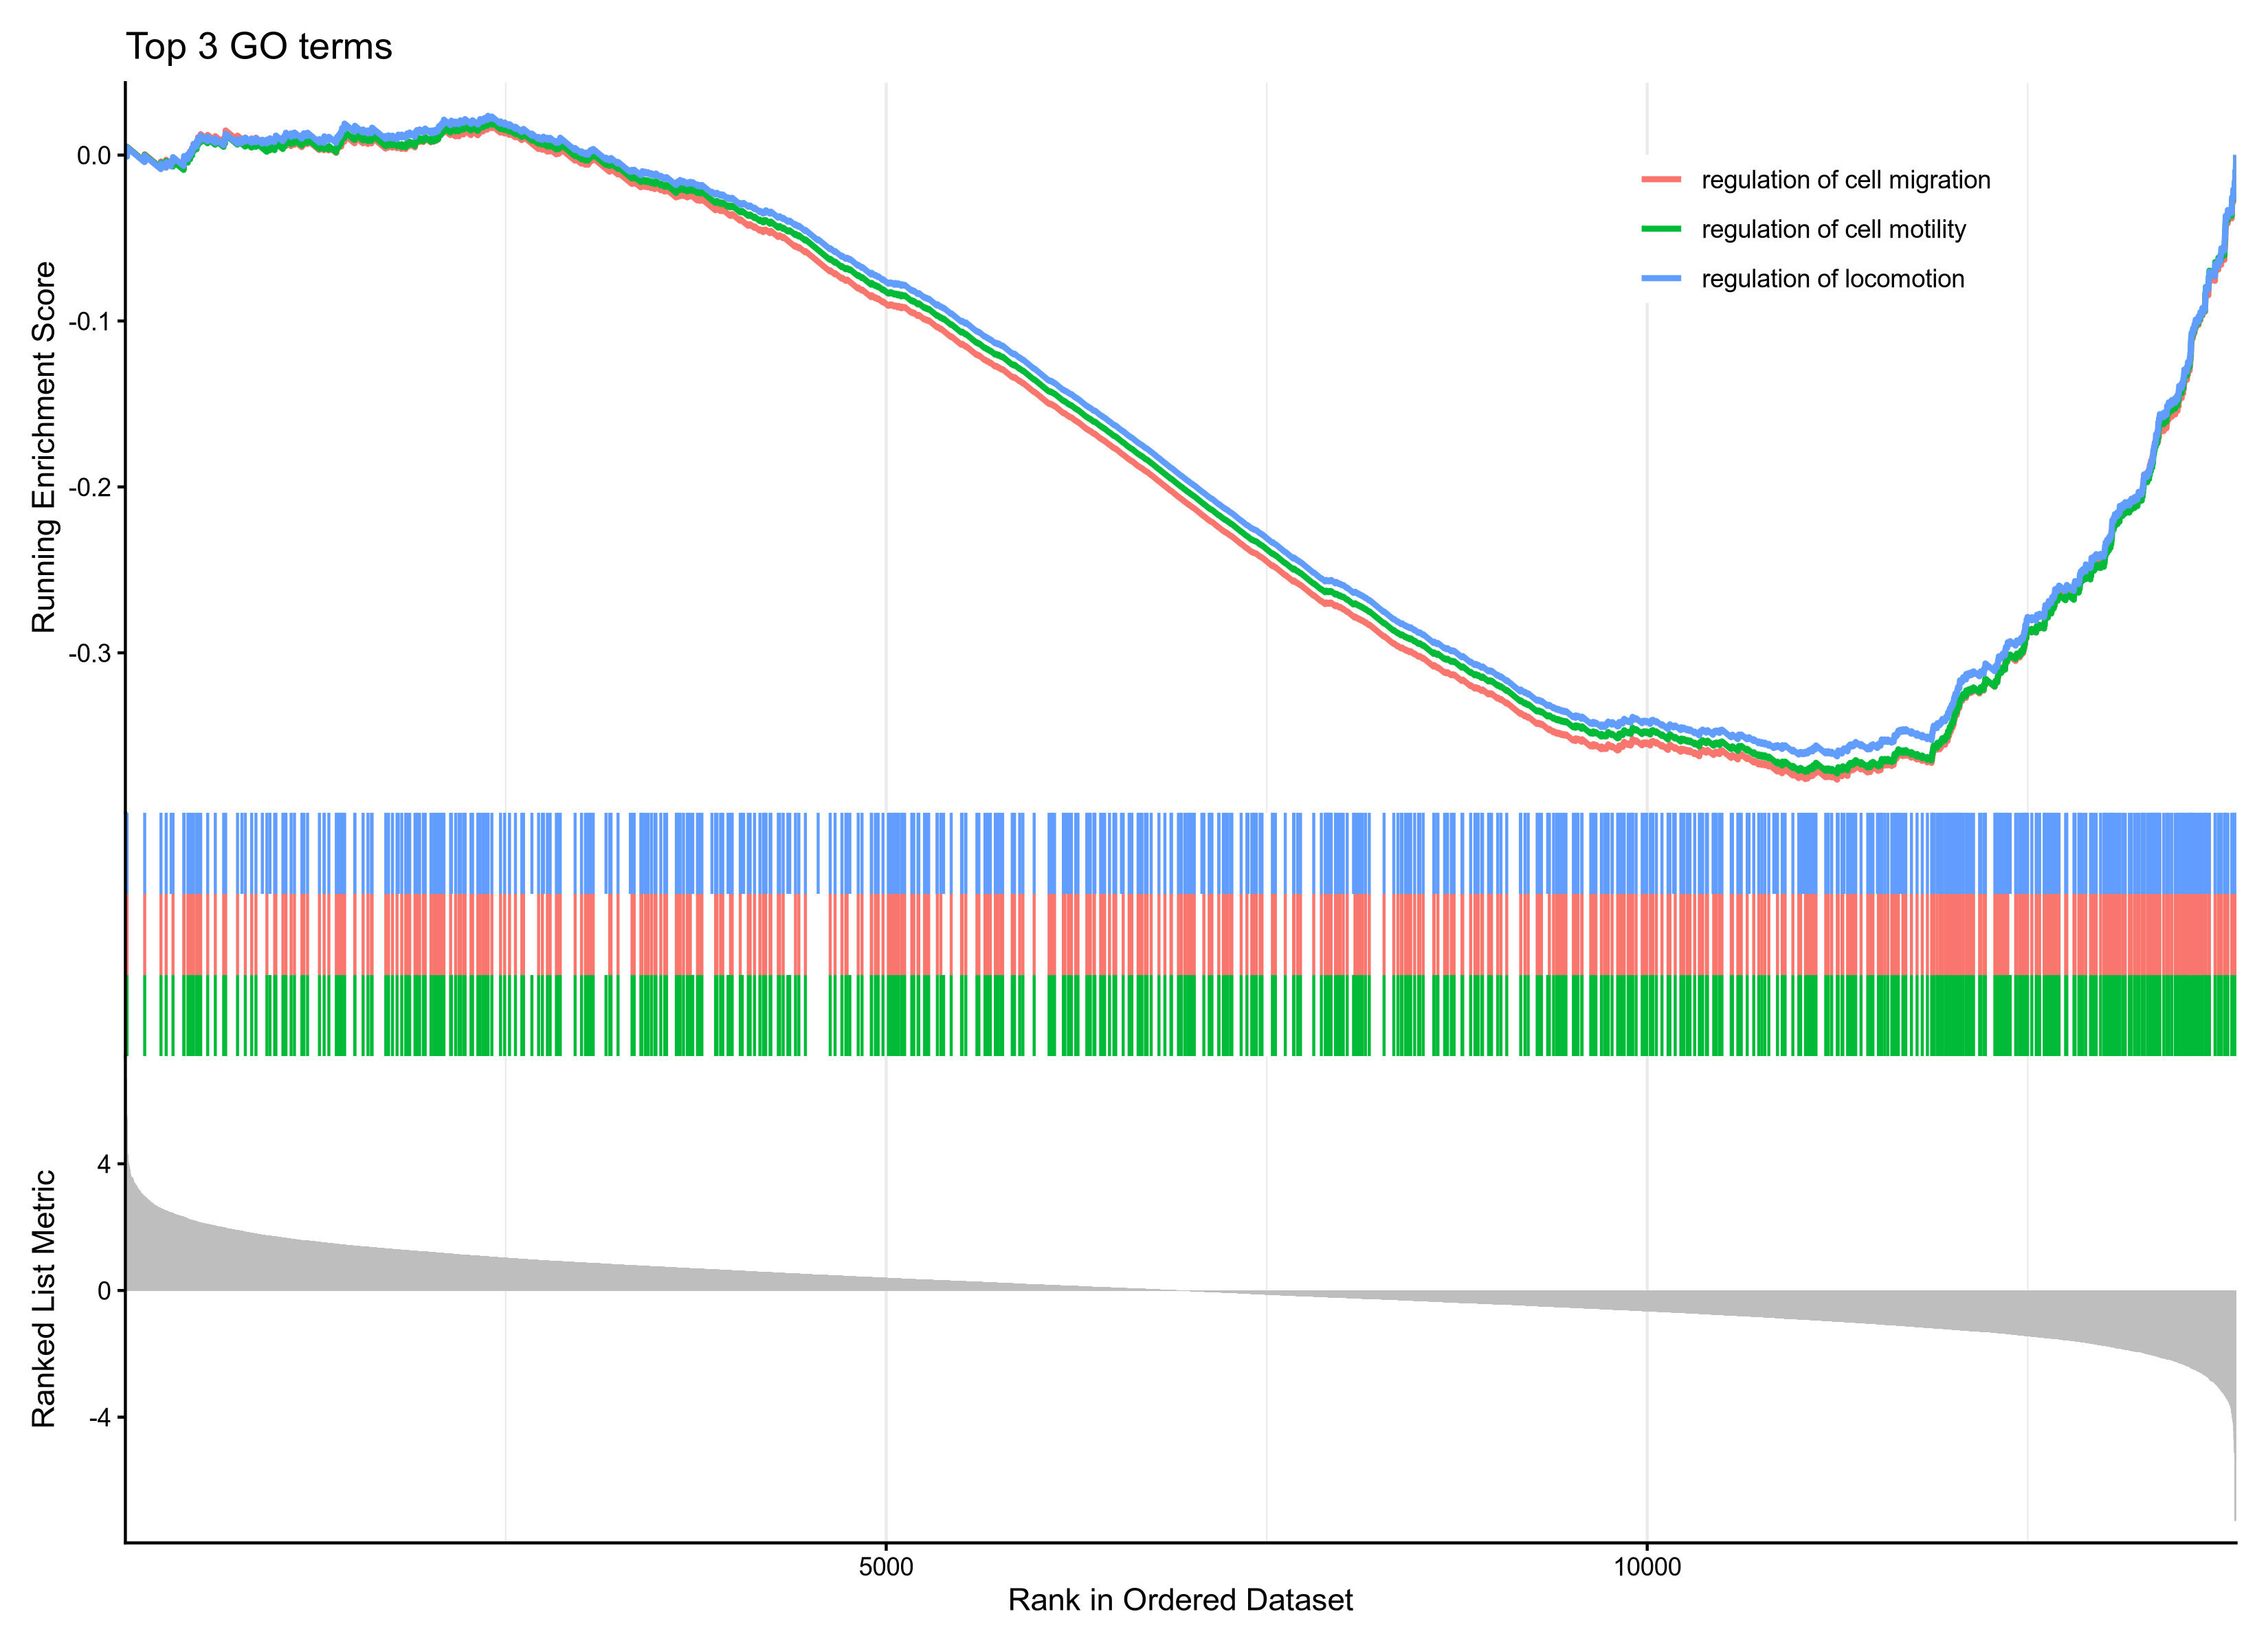 Top 3 GO terms
Running Enrichment Score
0.0
-0.1
-0.2
-0.3
regulation of cell migration
regulation of cell motility
regulation of locomotion
Ranked List Metric
4
0
-4
5000
10000
Rank in Ordered Dataset